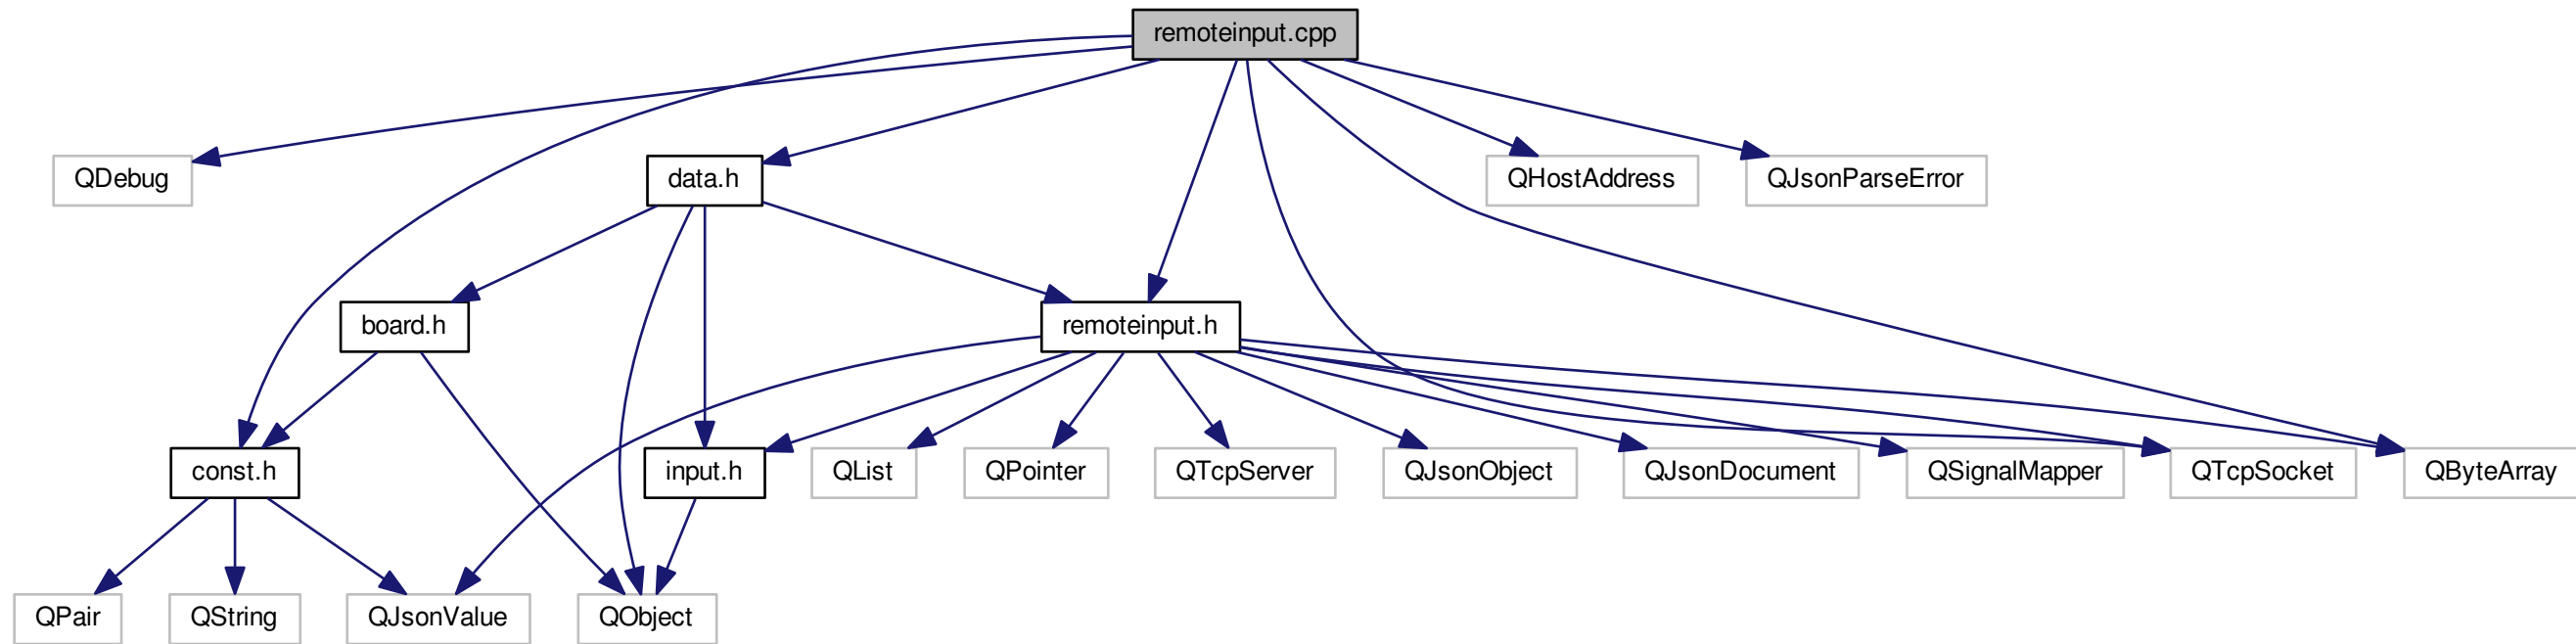 remoteinput.cpp
QDebug
data.h
QHostAddress
QJsonParseError
board.h
remoteinput.h
const.h
input.h
QList
QPointer
QTcpServer
QJsonObject
QJsonDocument
QSignalMapper
QTcpSocket
QByteArray
QPair
QString
QJsonValue
QObject